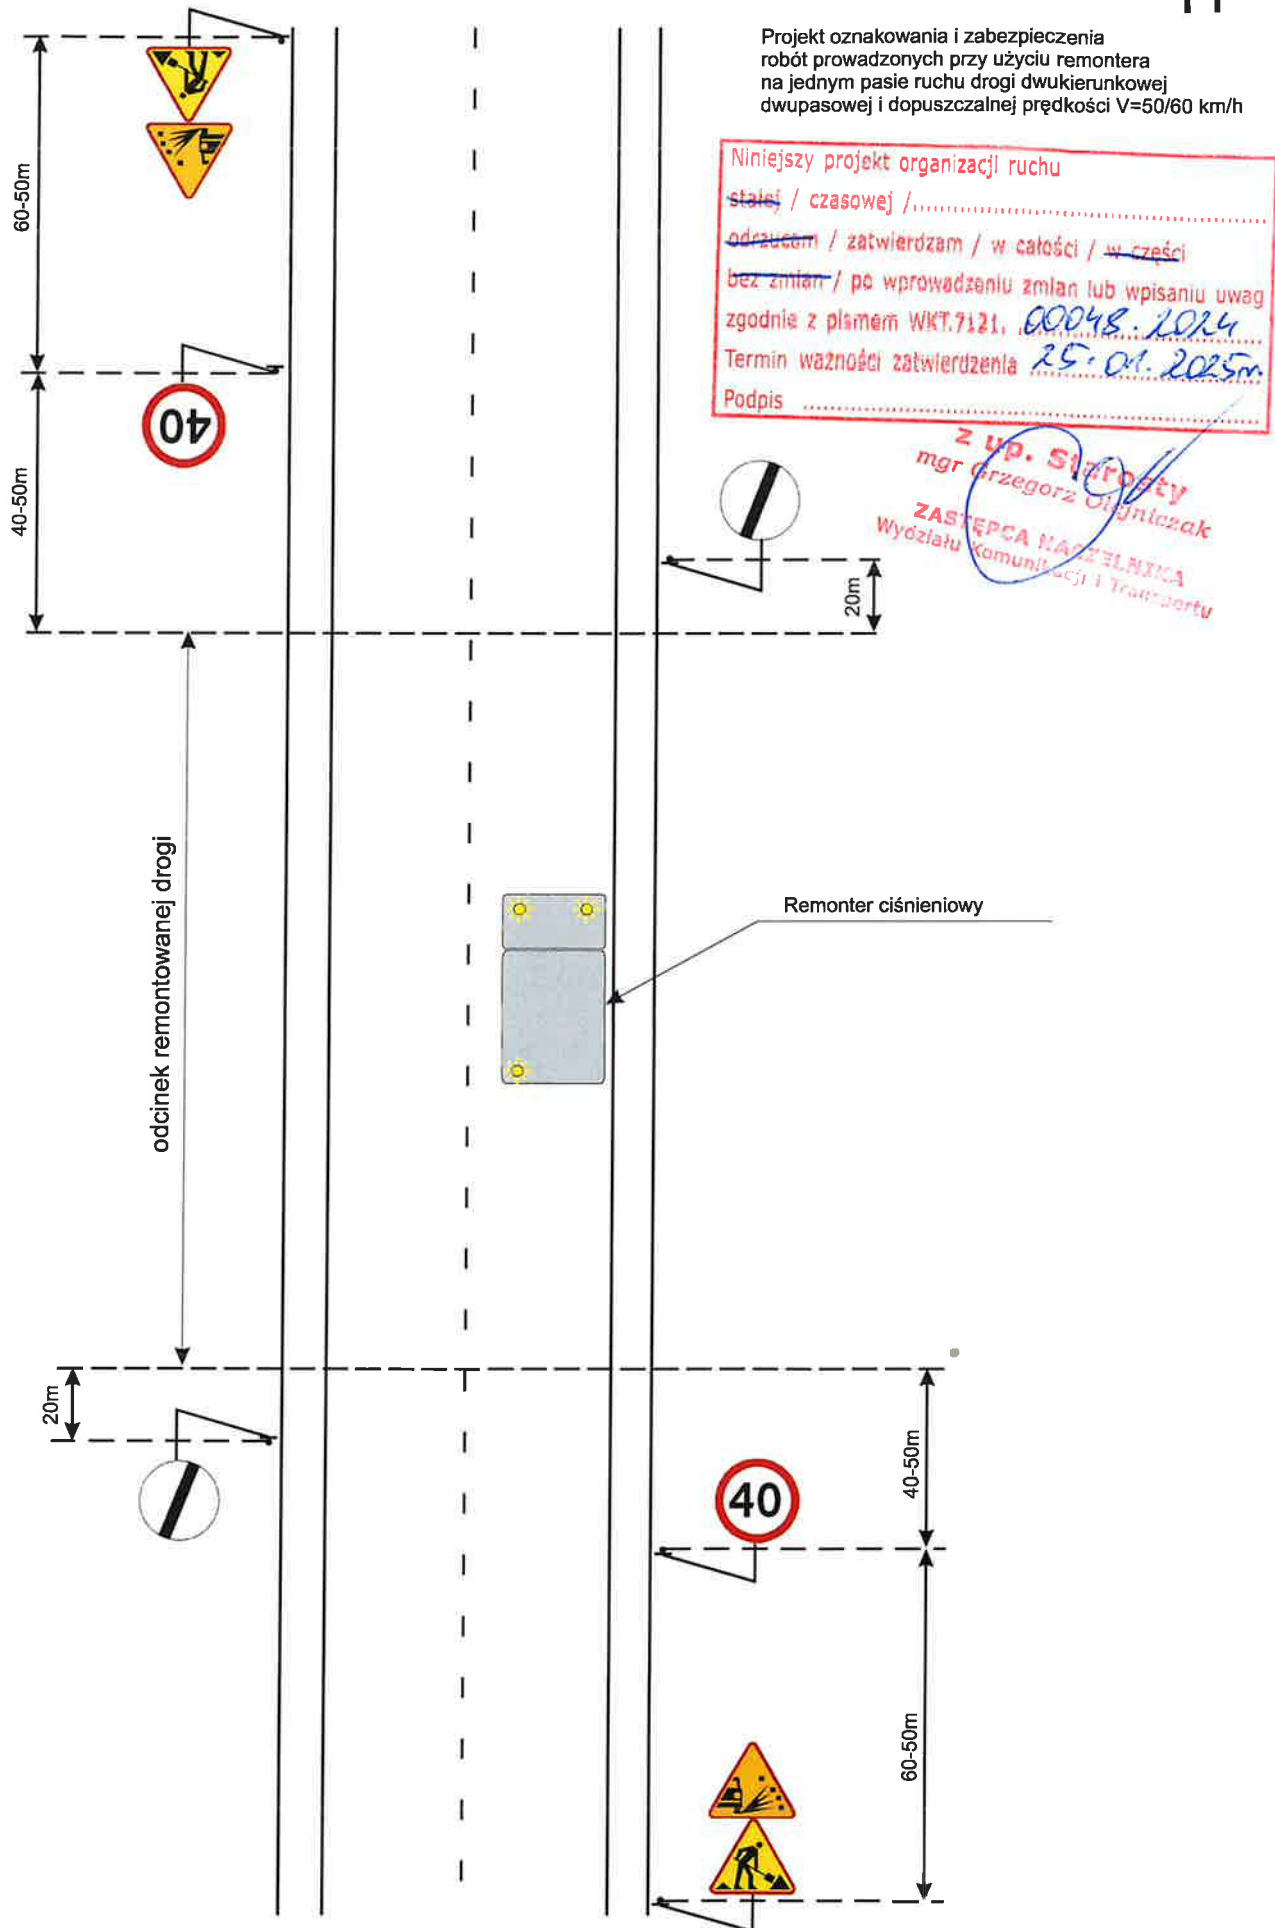 Projekt oznakowania i zabezpieczenia
robót prowadzonych przy użyciu remontera
na jednym pasie ruchu drogi dwukierunkowej
dwupasowej i dopuszczalnej prędkości V=50/60 km/h
Niniejszy projekt organizacji ruchu
stałej / czasowej /
odrzucam / zatwierdzam / w całości / w części
bez zmian / po wprowadzeniu zmian lub wpisaniu uwag
zgodnie z pismem WKT.7121. 00048.2024
Termin ważności zatwierdzenia 25.01.2025r.
Podpis
z up. Starosty
mgr Grzegorz Olejniczak
ZASTĘPCA NACZELNIKA
Wydziału Komunikacji i Transportu
60-50m
40
40-50m
20m
odcinek remontowanej drogi
Remonter ciśnieniowy
20m
40
40-50m
60-50m